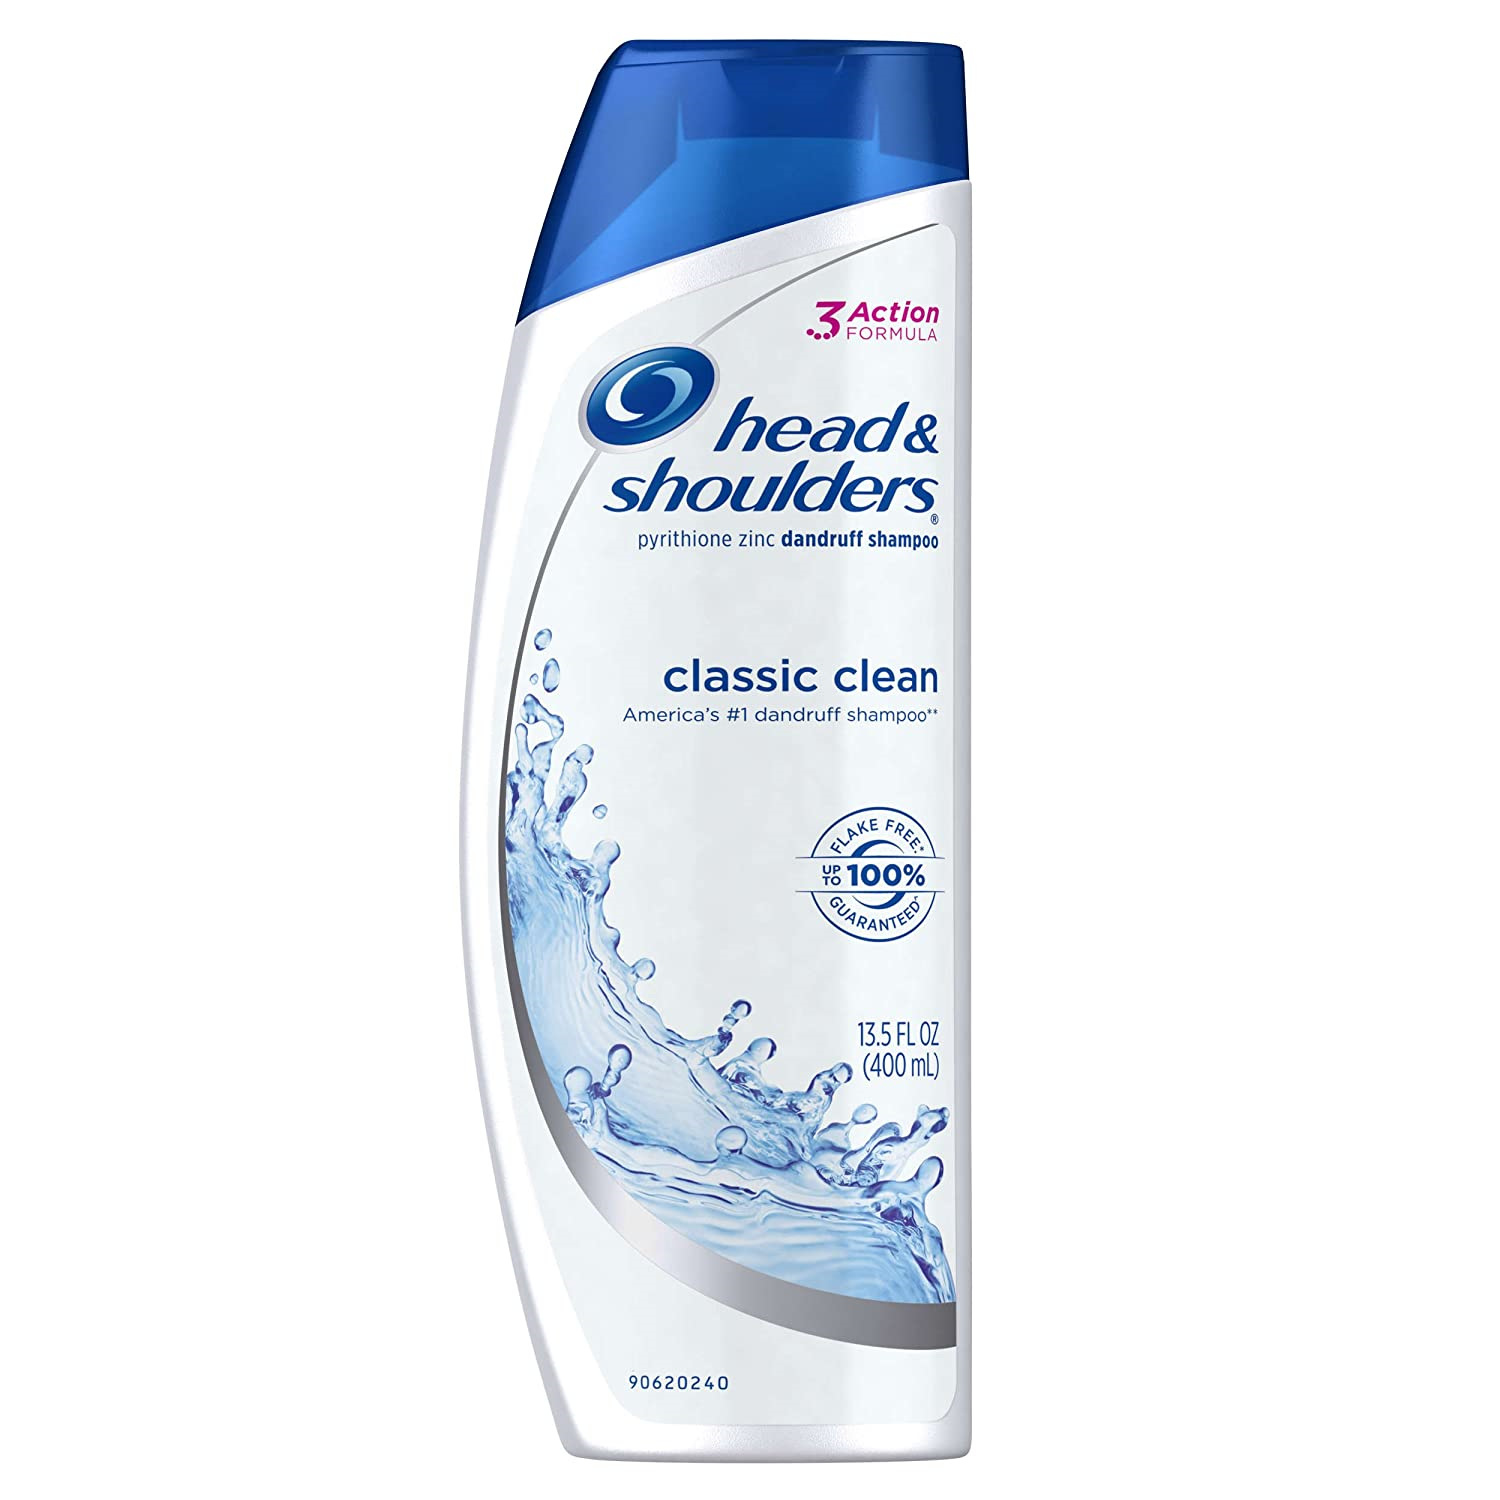 3 Action
FORMULA
head &
shoulders®
pyrithione zinc dandruff shampoo
classic clean
America's #1 dandruff shampoo**
FLAKE FREE*
UP TO 100%
GUARANTEED^
13.5 FL OZ
(400 mL)
90620240